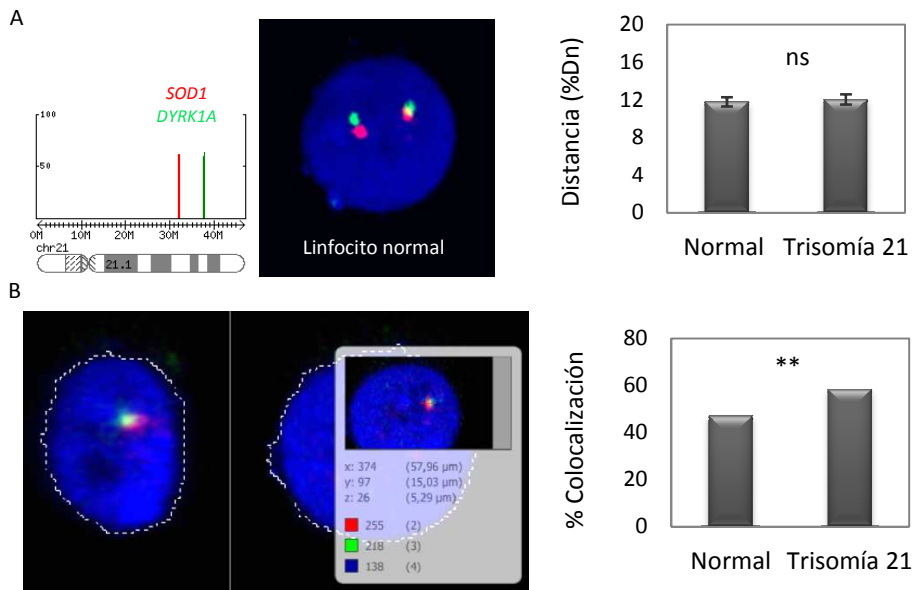 A
SOD1
DYRK1A
100
50
0M 10M 20M 30M 40M
chr21
21.1
Linfocito normal
Distancia (%Dn)
20
16
12
8
4
0
ns
Normal Trisomía 21
B
x: 374 (57,96 µm)
y: 97 (15,03 µm)
z: 26 (5,29 µm)
255 (2)
218 (3)
138 (4)
% Colocalización
80
60
40
20
0
**
Normal Trisomía 21